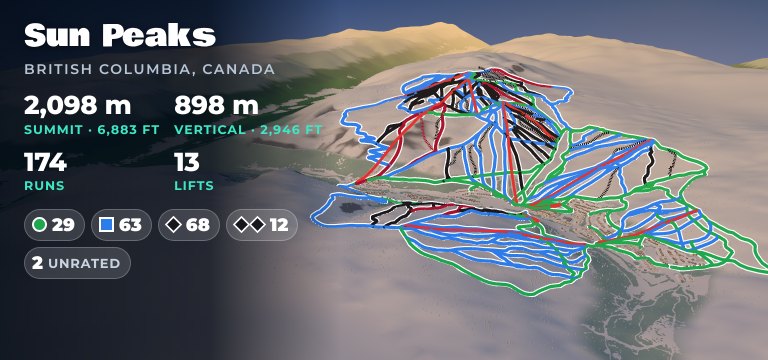 Sun Peaks
BRITISH COLUMBIA, CANADA
2,098 m 898 m
SUMMIT · 6,883 FT VERTICAL · 2,946 FT
174 13
RUNS LIFTS
29 63 68 12
2 UNRATED